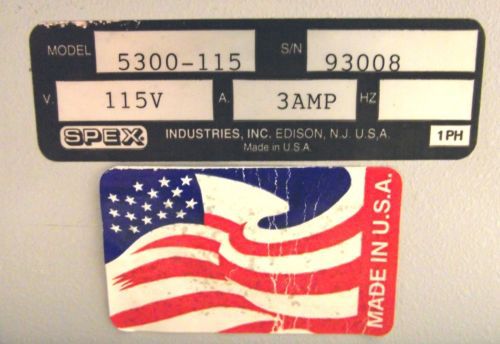 MODEL 5300-115 S/N 93008
V. 115V A. 3AMP HZ
SPEX INDUSTRIES, INC. EDISON, N.J. U.S.A. 1PH
Made in U.S.A.
MADE IN U.S.A.